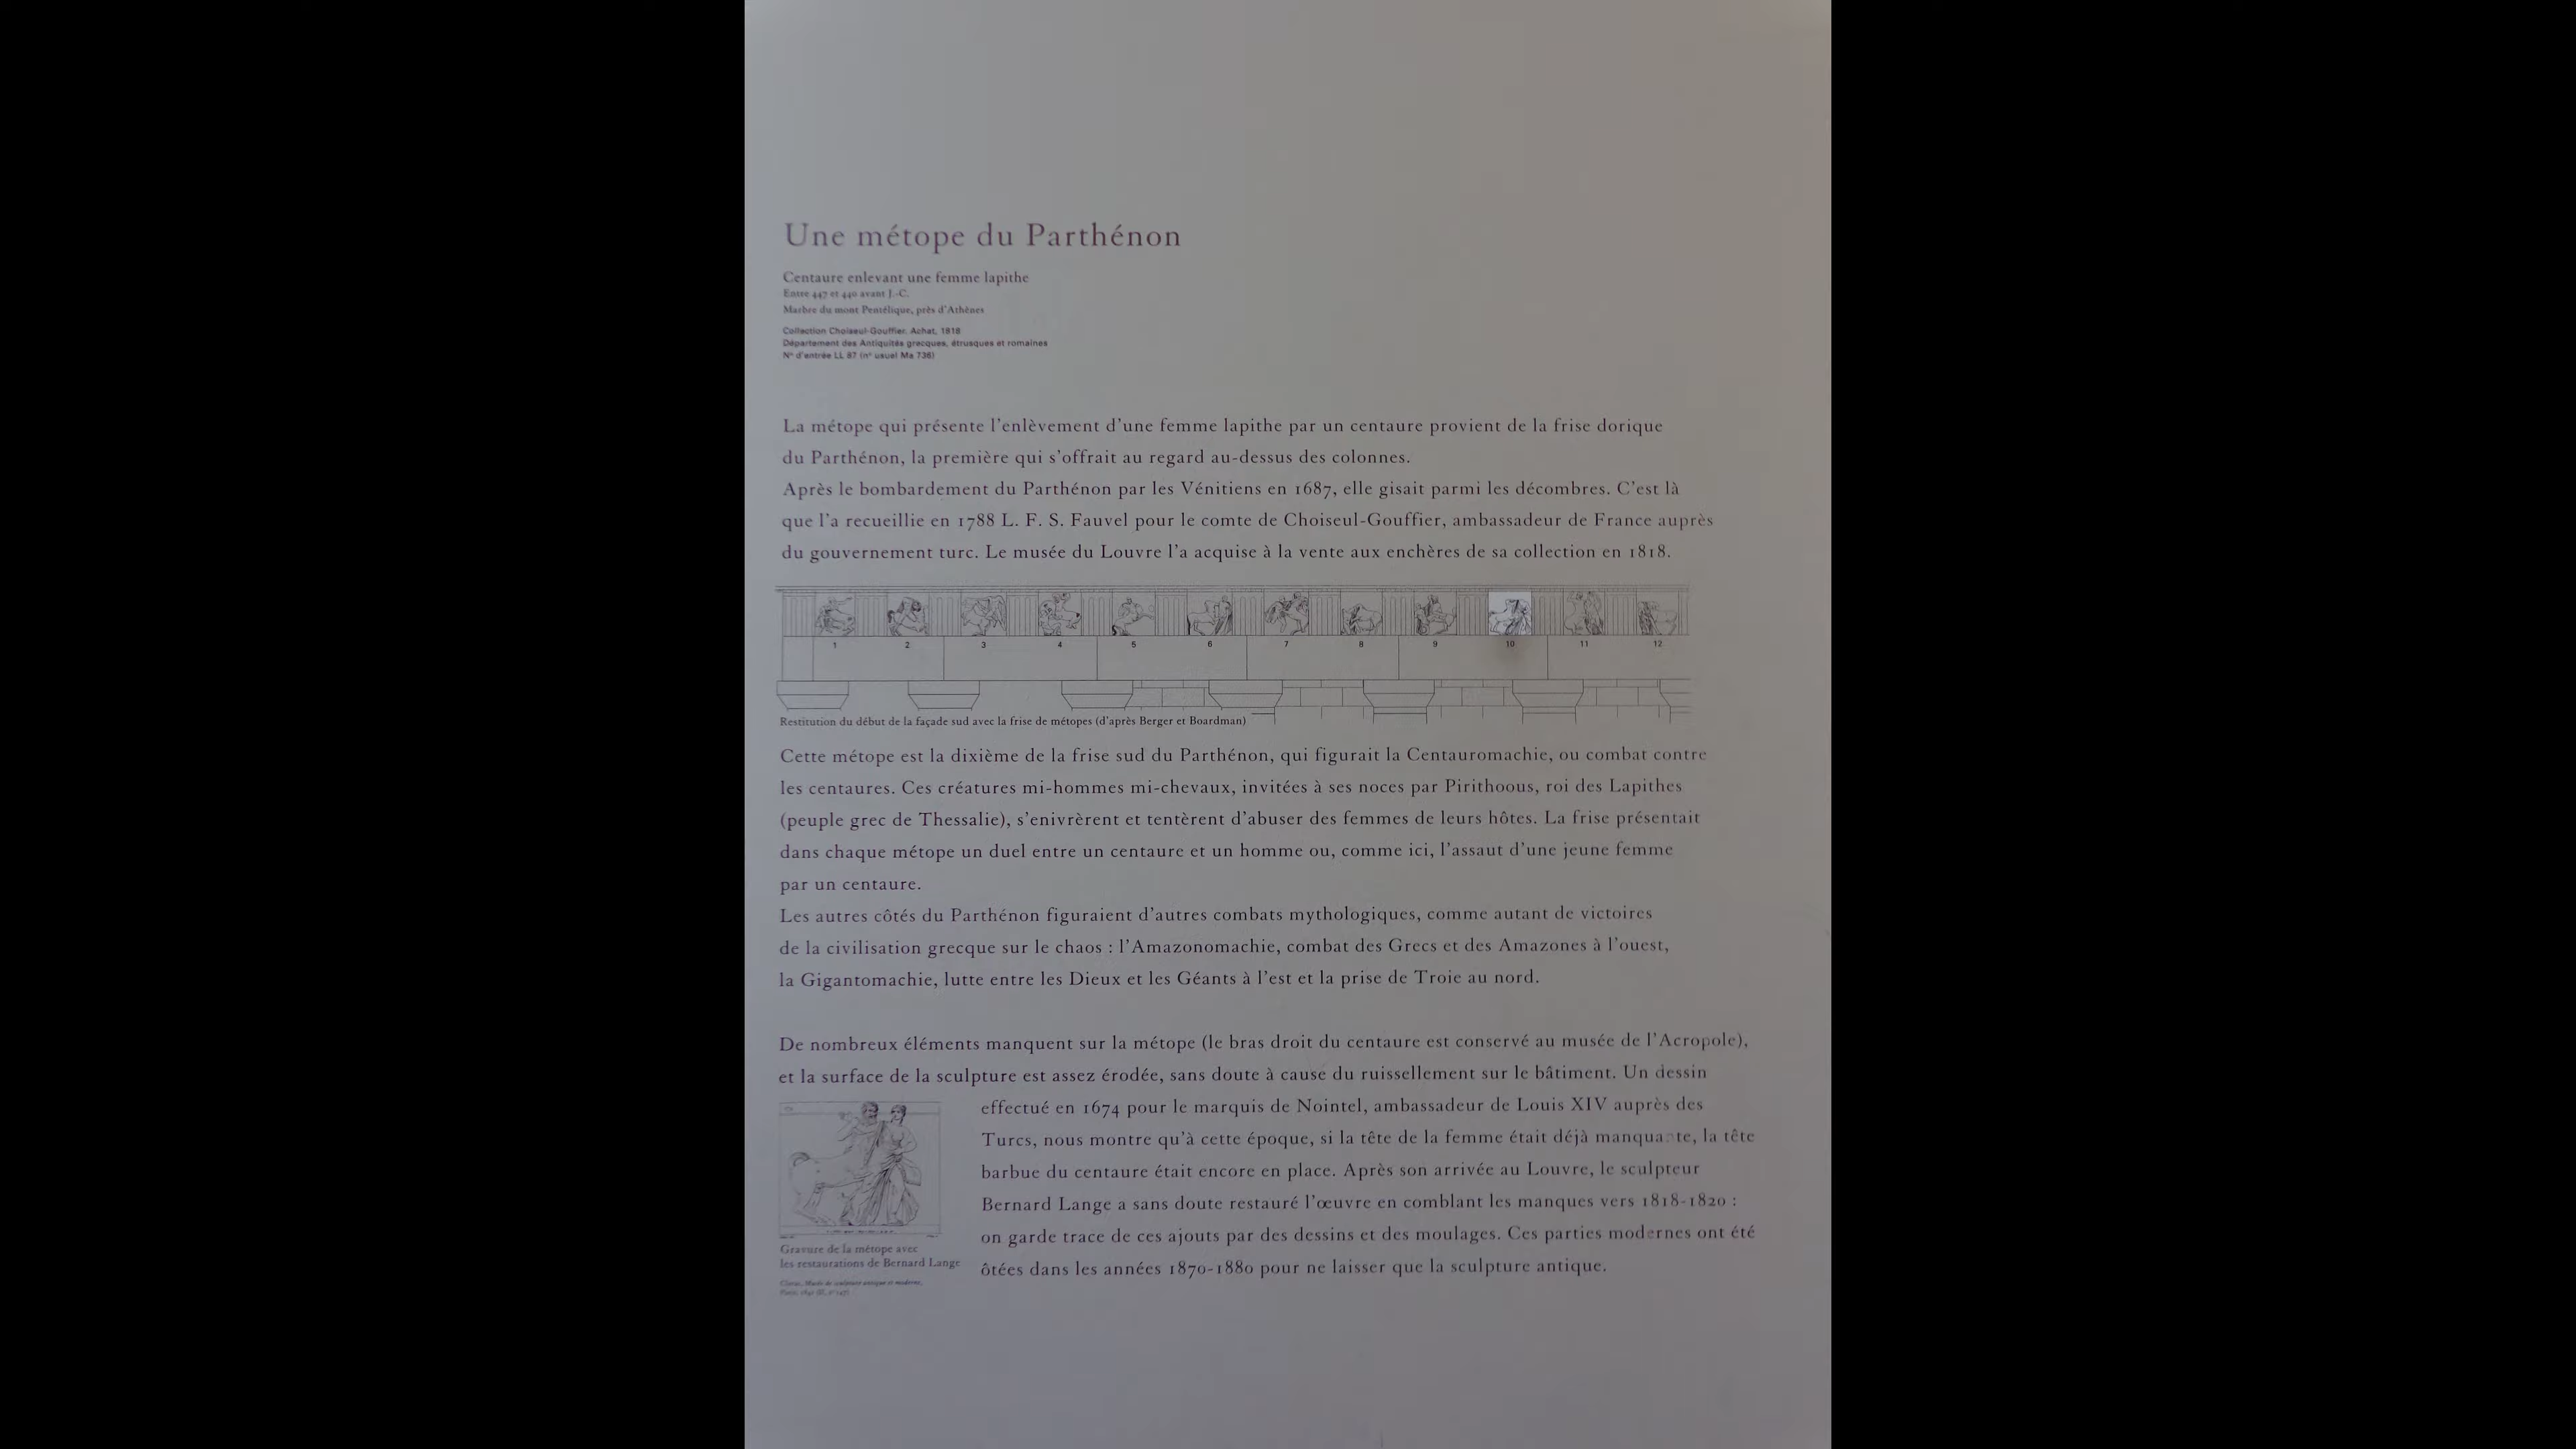 Une métope du Parthénon
Centaure enlevant une femme lapithe
Entre 447 et 440 avant J.-C.
Marbre du mont Pentélique, près d'Athènes
Collection Choiseul-Gouffier. Achat, 1818
Département des Antiquités grecques, étrusques et romaines
N° d'entrée LL 87 (n° usuel Ma 736)
La métope qui présente l'enlèvement d'une femme lapithe par un centaure provient de la frise dorique
du Parthénon, la première qui s'offrait au regard au-dessus des colonnes.
Après le bombardement du Parthénon par les Vénitiens en 1687, elle gisait parmi les décombres. C'est là
que l'a recueillie en 1788 L. F. S. Fauvel pour le comte de Choiseul-Gouffier, ambassadeur de France auprès
du gouvernement turc. Le musée du Louvre l'a acquise à la vente aux enchères de sa collection en 1818.
1 2 3 4 5 6 7 8 9 10 11 12
Restitution du début de la façade sud avec la frise de métopes (d'après Berger et Boardman)
Cette métope est la dixième de la frise sud du Parthénon, qui figurait la Centauromachie, ou combat contre
les centaures. Ces créatures mi-hommes mi-chevaux, invitées à ses noces par Pirithoous, roi des Lapithes
(peuple grec de Thessalie), s'enivrèrent et tentèrent d'abuser des femmes de leurs hôtes. La frise présentait
dans chaque métope un duel entre un centaure et un homme ou, comme ici, l'assaut d'une jeune femme
par un centaure.
Les autres côtés du Parthénon figuraient d'autres combats mythologiques, comme autant de victoires
de la civilisation grecque sur le chaos : l'Amazonomachie, combat des Grecs et des Amazones à l'ouest,
la Gigantomachie, lutte entre les Dieux et les Géants à l'est et la prise de Troie au nord.
De nombreux éléments manquent sur la métope (le bras droit du centaure est conservé au musée de l'Acropole),
et la surface de la sculpture est assez érodée, sans doute à cause du ruissellement sur le bâtiment. Un dessin
effectué en 1674 pour le marquis de Nointel, ambassadeur de Louis XIV auprès des
Turcs, nous montre qu'à cette époque, si la tête de la femme était déjà manquante, la tête
barbue du centaure était encore en place. Après son arrivée au Louvre, le sculpteur
Bernard Lange a sans doute restauré l'œuvre en comblant les manques vers 1818-1820 :
on garde trace de ces ajouts par des dessins et des moulages. Ces parties modernes ont été
ôtées dans les années 1870-1880 pour ne laisser que la sculpture antique.
Gravure de la métope avec
les restaurations de Bernard Lange
Clarac, Musée de sculpture antique et moderne,